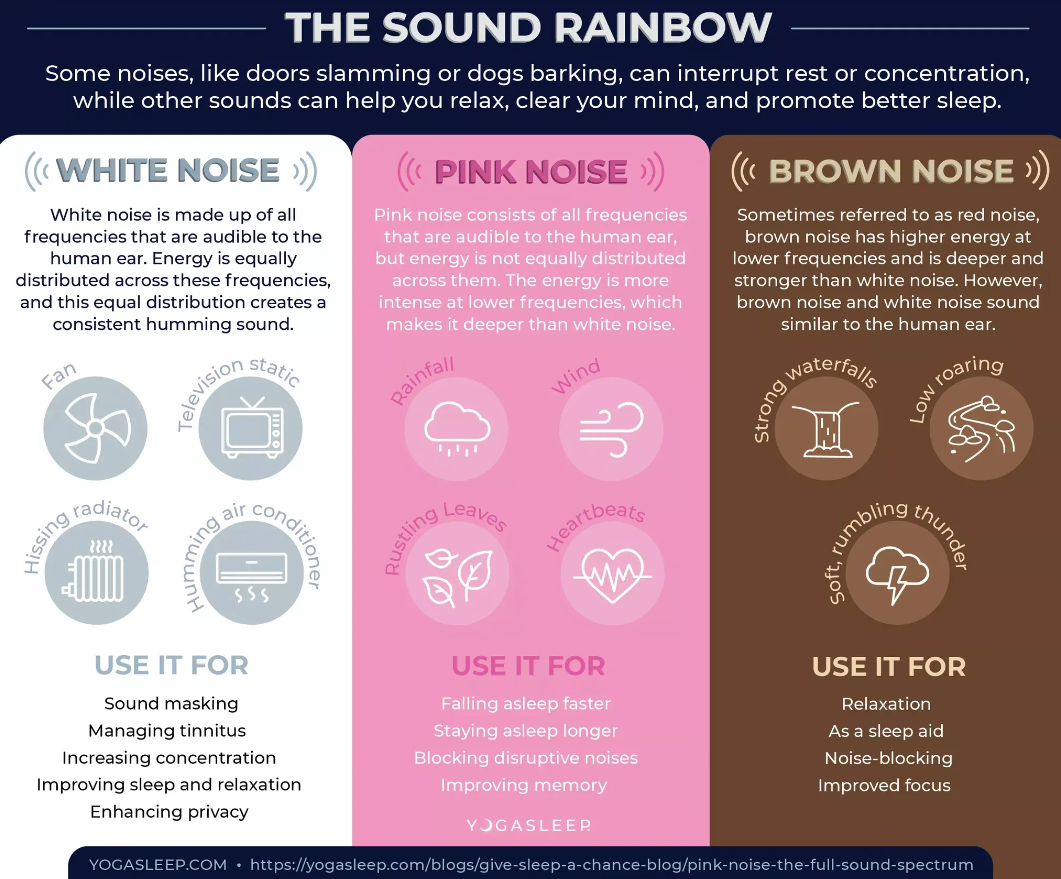 THE SOUND RAINBOW
Some noises, like doors slamming or dogs barking, can interrupt rest or concentration,
while other sounds can help you relax, clear your mind, and promote better sleep.
WHITE NOISE
White noise is made up of all
frequencies that are audible to the
human ear. Energy is equally
distributed across these frequencies,
and this equal distribution creates a
consistent humming sound.
Fan
Television static
Hissing radiator
Humming air conditioner
USE IT FOR
Sound masking
Managing tinnitus
Increasing concentration
Improving sleep and relaxation
Enhancing privacy
PINK NOISE
Pink noise consists of all frequencies
that are audible to the human ear,
but energy is not equally distributed
across them. The energy is more
intense at lower frequencies, which
makes it deeper than white noise.
Rainfall
Wind
Rustling Leaves
Heartbeats
USE IT FOR
Falling asleep faster
Staying asleep longer
Blocking disruptive noises
Improving memory
YOGASLEEP
BROWN NOISE
Sometimes referred to as red noise,
brown noise has higher energy at
lower frequencies and is deeper and
stronger than white noise. However,
brown noise and white noise sound
similar to the human ear.
Strong waterfalls
Low roaring
Soft, rumbling thunder
USE IT FOR
Relaxation
As a sleep aid
Noise-blocking
Improved focus
YOGASLEEP.COM • https://yogasleep.com/blogs/give-sleep-a-chance-blog/pink-noise-the-full-sound-spectrum